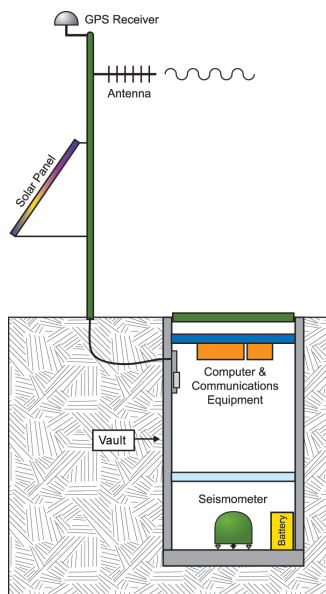 GPS Receiver
Antenna
Solar Panel
Computer &
Communications
Equipment
Vault
Seismometer
Battery